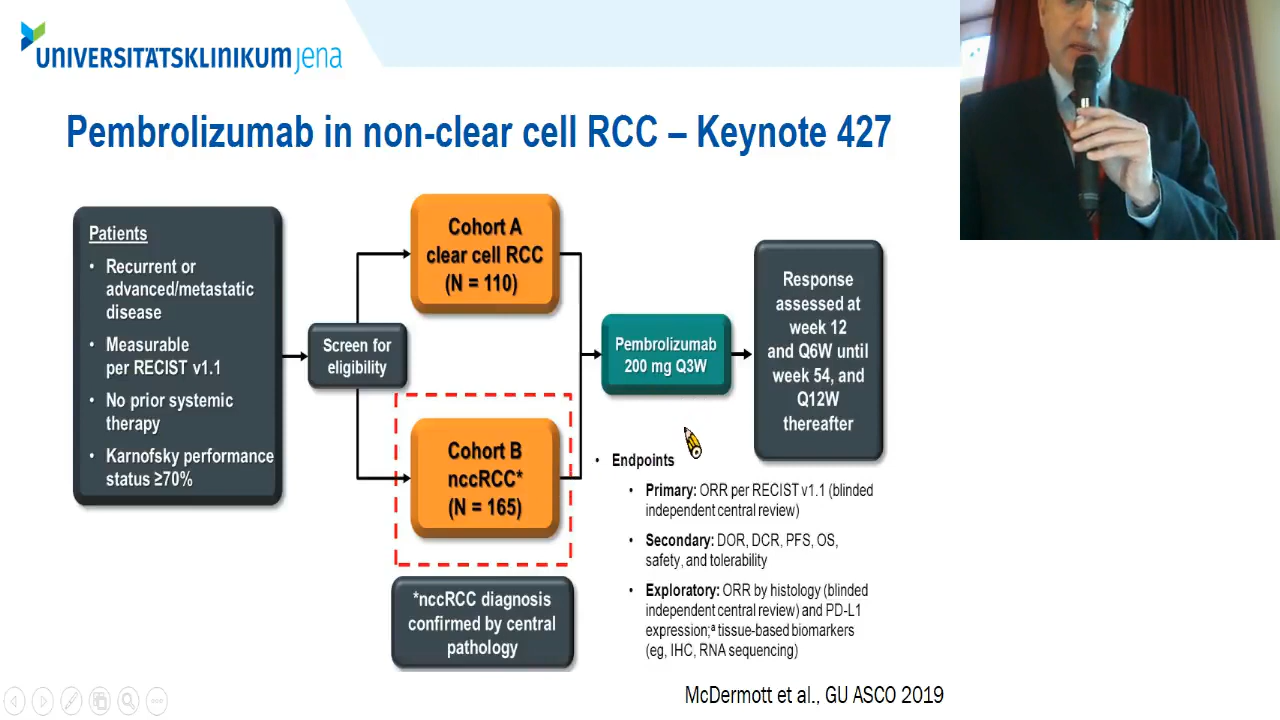 UNIVERSITÄTSKLINIKUM jena
Pembrolizumab in non-clear cell RCC – Keynote 427
Patients
• Recurrent or
advanced/metastatic
disease
• Measurable
per RECIST v1.1
• No prior systemic
therapy
• Karnofsky performance
status ≥70%
Screen for
eligibility
Cohort A
clear cell RCC
(N = 110)
Cohort B
nccRCC*
(N = 165)
*nccRCC diagnosis
confirmed by central
pathology
Pembrolizumab
200 mg Q3W
Response
assessed at
week 12
and Q6W until
week 54, and
Q12W
thereafter
• Endpoints
• Primary: ORR per RECIST v1.1 (blinded
independent central review)
• Secondary: DOR, DCR, PFS, OS,
safety, and tolerability
• Exploratory: ORR by histology (blinded
independent central review) and PD-L1
expression;ᵃ tissue-based biomarkers
(eg, IHC, RNA sequencing)
McDermott et al., GU ASCO 2019